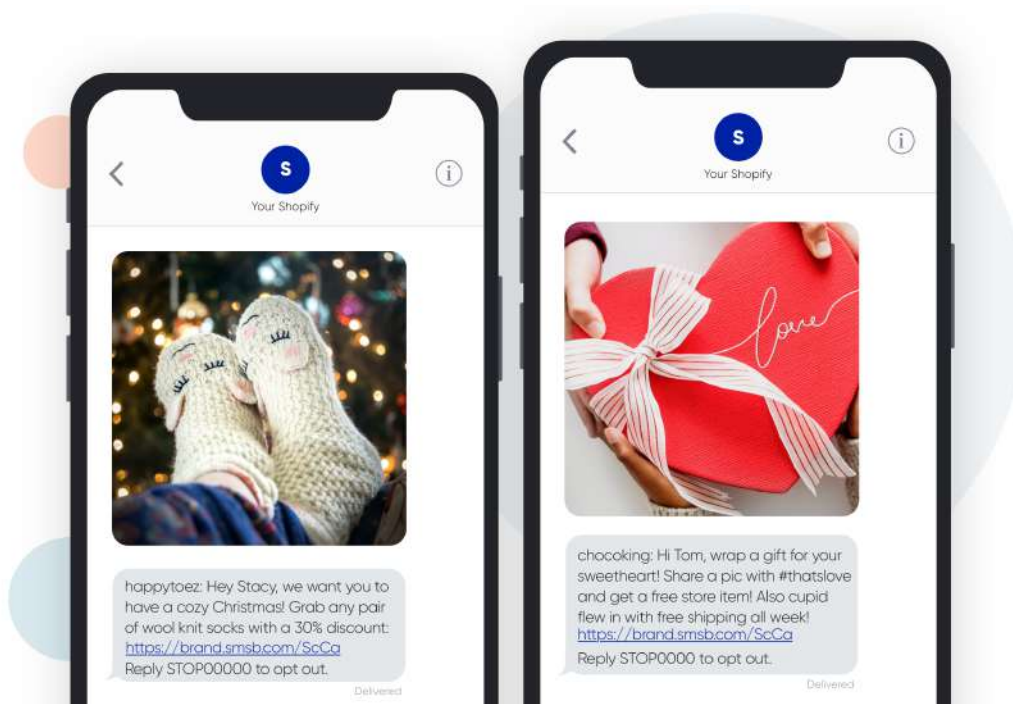 S
Your Shopify
happytoez: Hey Stacy, we want you to
have a cozy Christmas! Grab any pair
of wool knit socks with a 30% discount:
https://brand.smsb.com/ScCa
Reply STOP00000 to opt out.
Delivered
S
Your Shopify
love
chocoking: Hi Tom, wrap a gift for your
sweetheart! Share a pic with #thatslove
and get a free store item! Also cupid
flew in with free shipping all week!
https://brand.smsb.com/ScCa
Reply STOP0000 to opt out.
Delivered